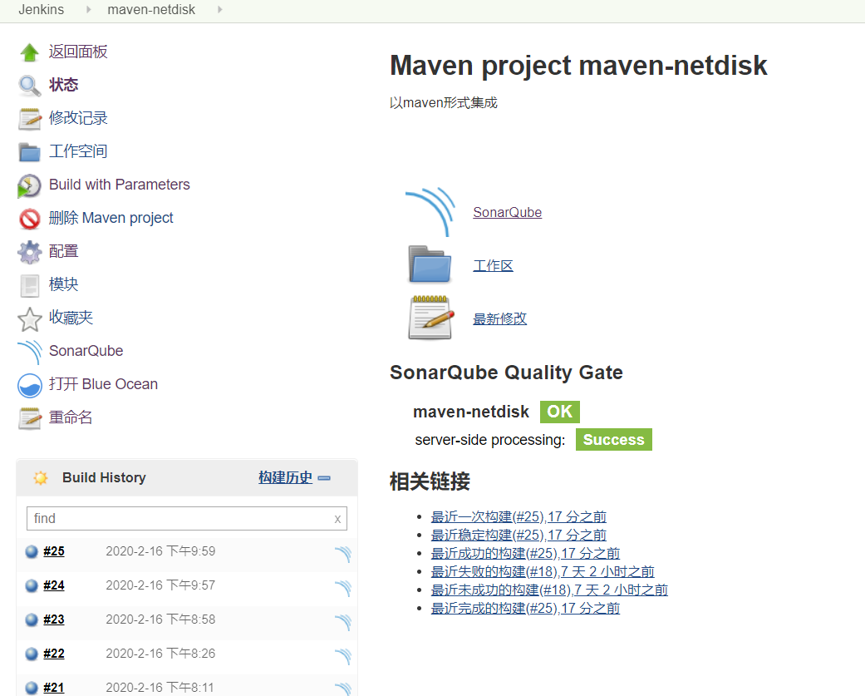 Jenkins maven-netdisk
返回面板
状态
修改记录
工作空间
Build with Parameters
删除 Maven project
配置
模块
收藏夹
SonarQube
打开 Blue Ocean
重命名
Build History 构建历史
find x
#25 2020-2-16 下午9:59
#24 2020-2-16 下午9:57
#23 2020-2-16 下午8:58
#22 2020-2-16 下午8:26
#21 2020-2-16 下午8:11
Maven project maven-netdisk
以maven形式集成
SonarQube
工作区
最新修改
SonarQube Quality Gate
maven-netdisk OK
server-side processing: Success
相关链接
最近一次构建(#25),17 分之前
最近稳定构建(#25),17 分之前
最近成功的构建(#25),17 分之前
最近失败的构建(#18),7 天 2 小时之前
最近未成功的构建(#18),7 天 2 小时之前
最近完成的构建(#25),17 分之前